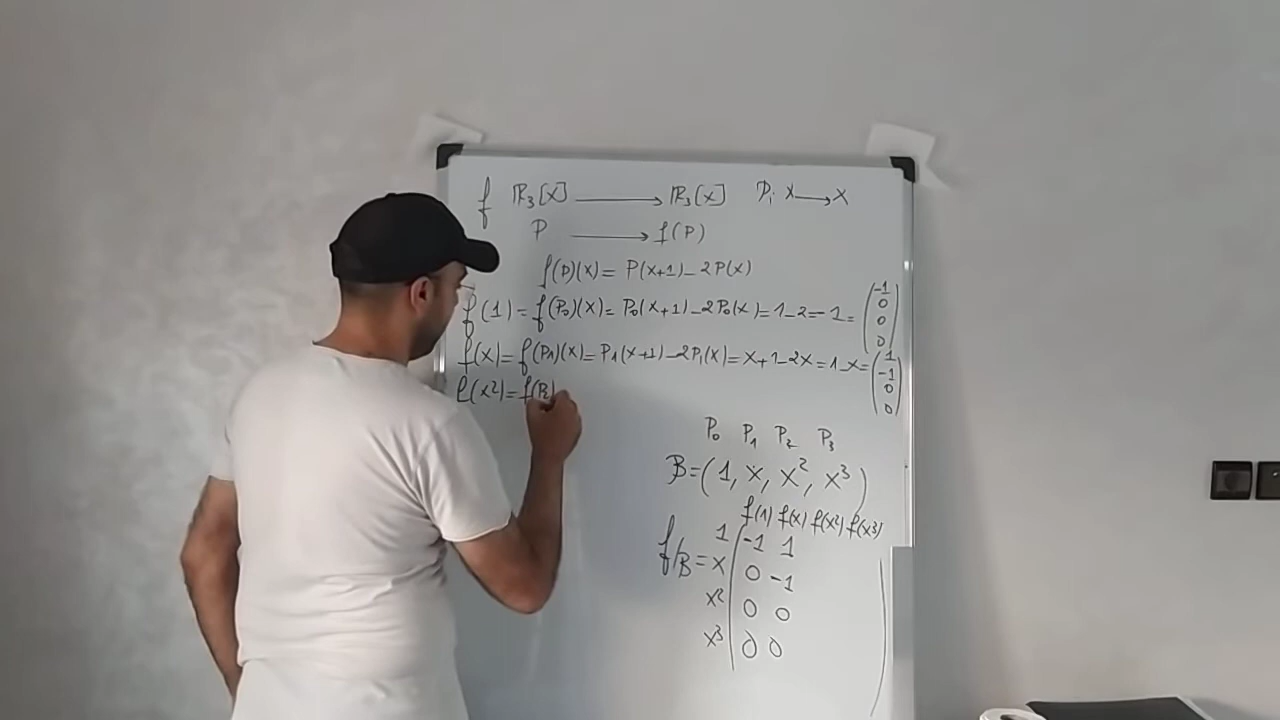 f ℝ₃[X] ⟶ ℝ₃[X] Pᵢ X ⟶ X
P ⟶ f(P)
f(P)(X) = P(X+1) - 2P(X)
f(1) = f(P₀)(X) = P₀(X+1) - 2P₀(X) = 1 - 2 = -1 = (-1 0 0 0)
f(X) = f(P₁)(X) = P₁(X+1) - 2P₁(X) = X+1 - 2X = 1 - X = (1 -1 0 0)
f(X²) = f(P₂)
P₀ P₁ P₂ P₃
B = (1, X, X², X³)
f(1) f(X) f(X²) f(X³)
f/B = 1 -1 1
X 0 -1
X² 0 0
X³ 0 0